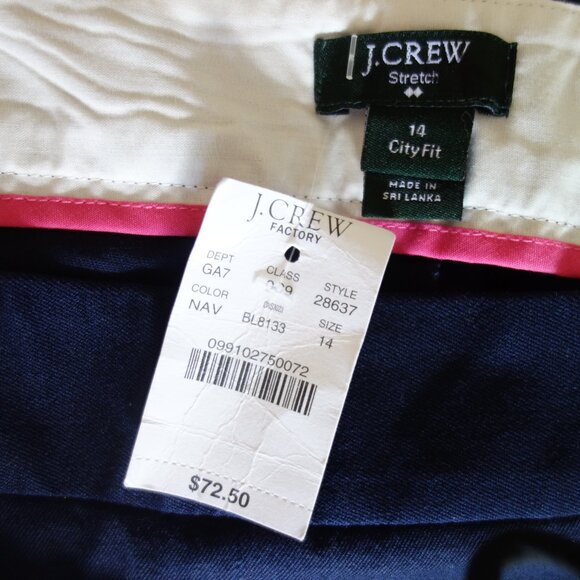 J.CREW
Stretch
14
City Fit
MADE IN
SRI LANKA
J.CREW
FACTORY
DEPT CLASS STYLE
GA7 28637
COLOR SIZE
NAV BL8133 14
099102750072
$72.50